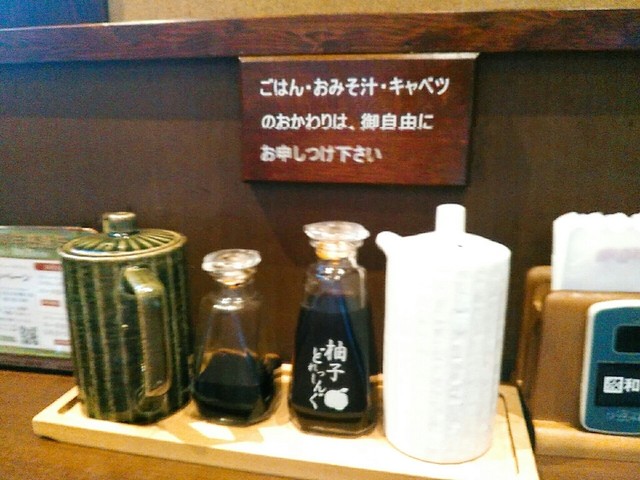 ごはん・おみそ汁・キャベツ
のおかわりは、御自由に
お申しつけ下さい
柚子
どれっしんぐ
和